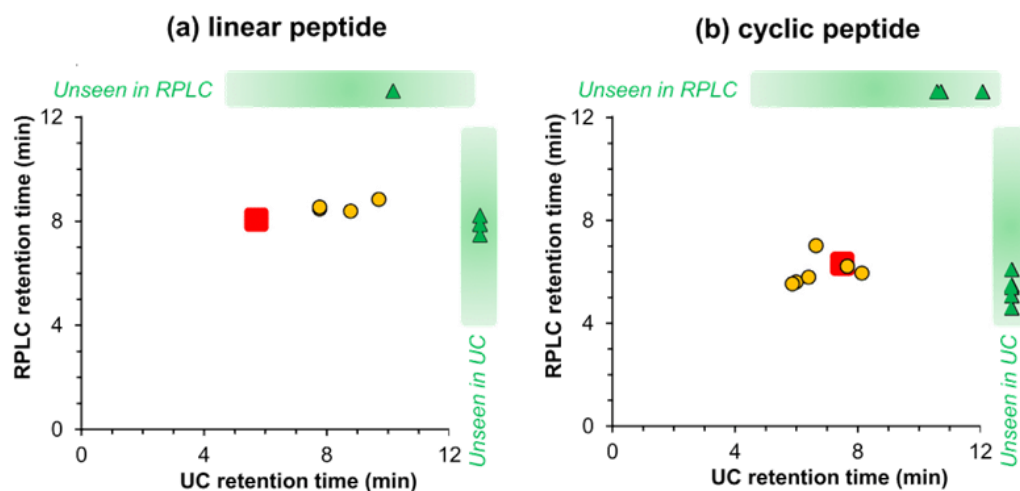 (a) linear peptide
Unseen in RPLC
RPLC retention time (min)
12
8
4
0
0
4
8
12
UC retention time (min)
Unseen in UC
(b) cyclic peptide
Unseen in RPLC
RPLC retention time (min)
12
8
4
0
0
4
8
12
UC retention time (min)
Unseen in UC